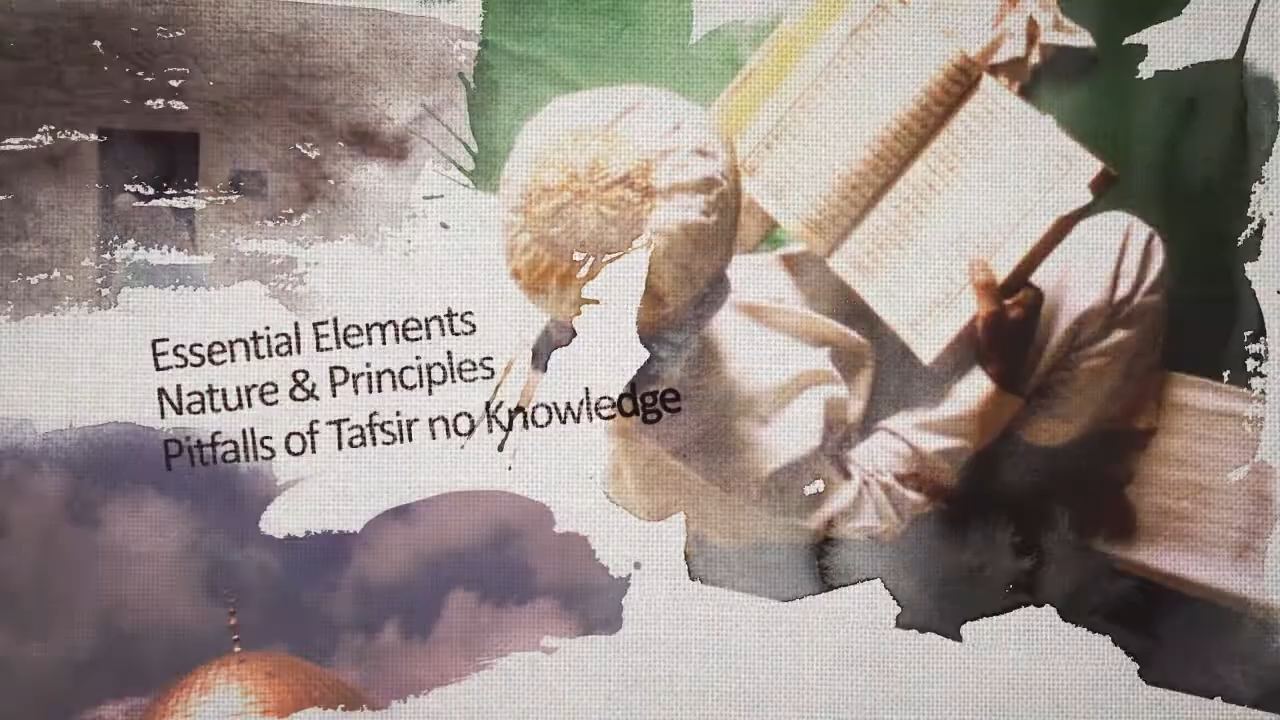 Essential Elements
Nature & Principles
Pitfalls of Tafsir no Knowledge